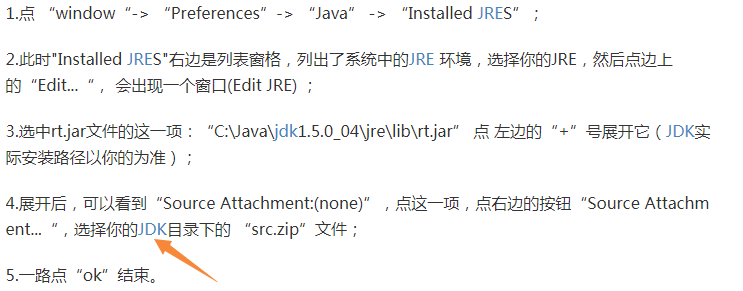 1.点 “window“-> “Preferences”-> “Java” -> “Installed JRES” ；
2.此时"Installed JRES"右边是列表窗格，列出了系统中的JRE 环境，选择你的JRE，然后点边上
的“Edit...“， 会出现一个窗口(Edit JRE) ；
3.选中rt.jar文件的这一项：“C:\Java\jdk1.5.0_04\jre\lib\rt.jar” 点 左边的“+”号展开它（JDK实
际安装路径以你的为准）；
4.展开后，可以看到“Source Attachment:(none)”，点这一项，点右边的按钮“Source Attachm
ent...“，选择你的JDK目录下的 “src.zip”文件；
5.一路点“ok”结束。